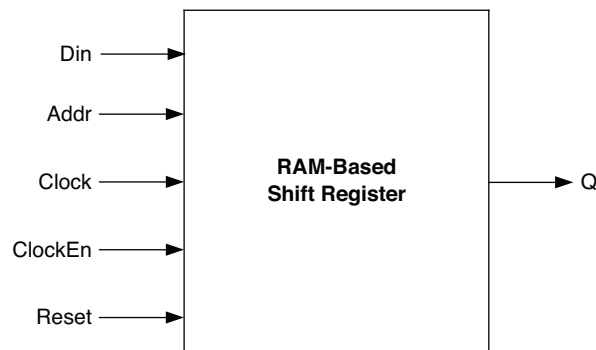 Din
Addr
Clock
ClockEn
Reset
RAM-Based
Shift Register
Q